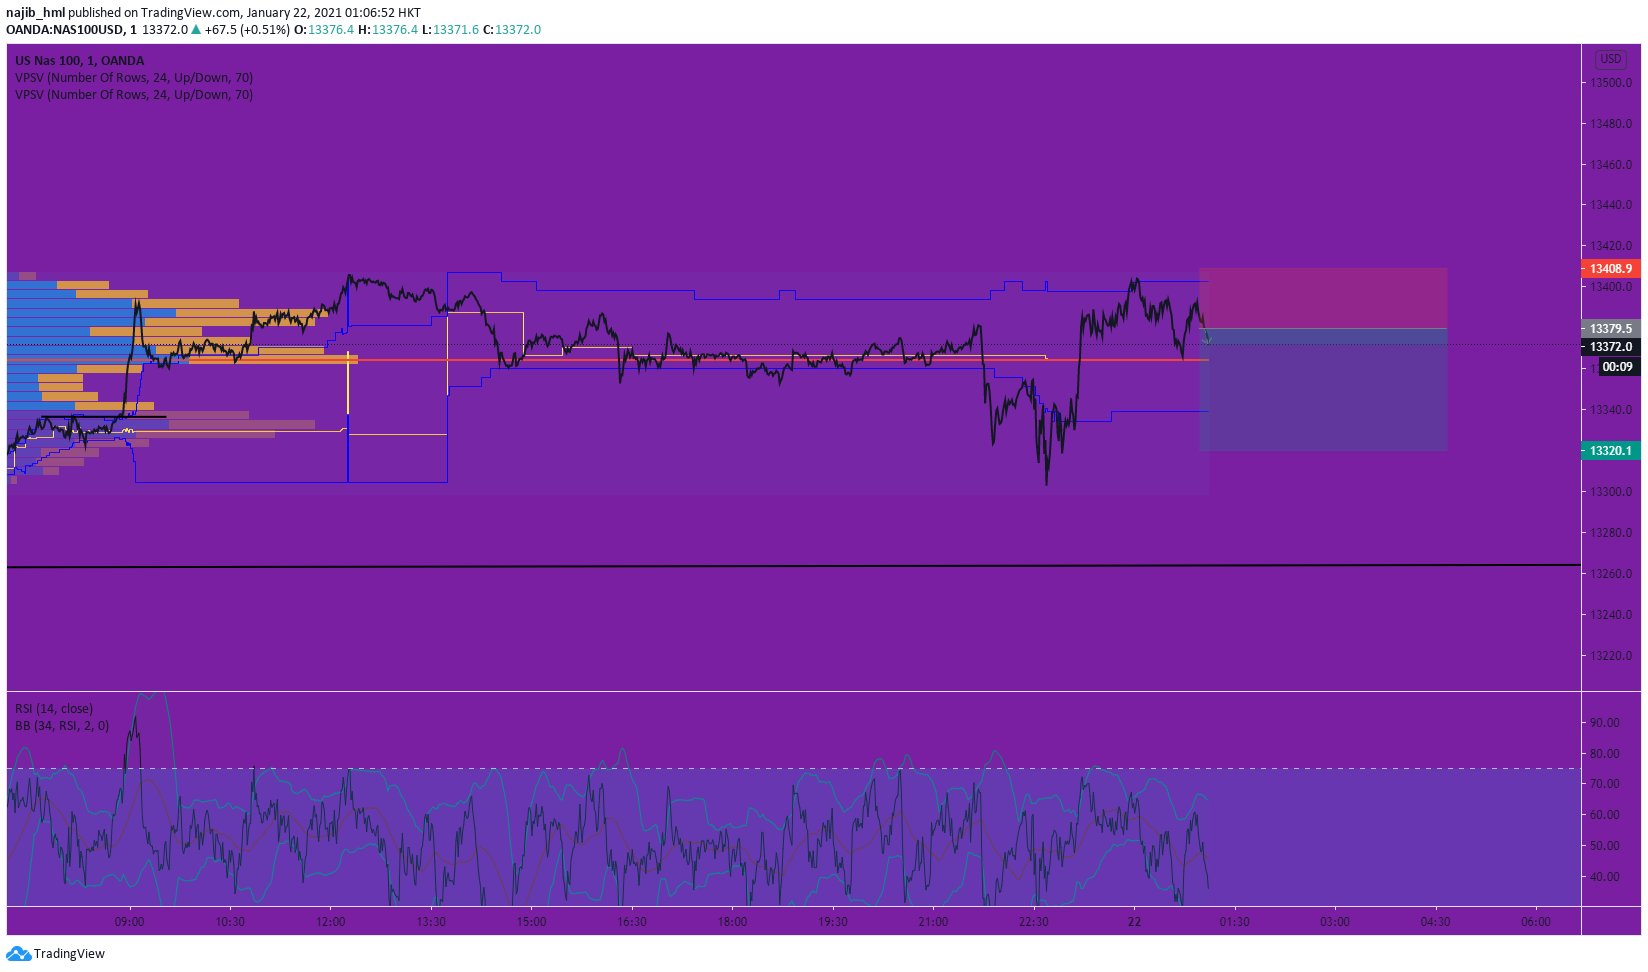 najib_hml published on TradingView.com, January 22, 2021 01:06:52 HKT
OANDA:NAS100USD, 1 13372.0 ▲ +67.5 (+0.51%) O:13376.4 H:13376.4 L:13371.6 C:13372.0
US Nas 100, 1, OANDA
VPSV (Number Of Rows, 24, Up/Down, 70)
VPSV (Number Of Rows, 24, Up/Down, 70)
USD
13500.0
13480.0
13460.0
13440.0
13420.0
13408.9
13400.0
13379.5
13372.0
00:09
13340.0
13320.1
13300.0
13280.0
13260.0
13240.0
13220.0
RSI (14, close)
BB (34, RSI, 2, 0)
90.00
80.00
70.00
60.00
50.00
40.00
09:00 10:30 12:00 13:30 15:00 16:30 18:00 19:30 21:00 22:30 22 01:30 03:00 04:30 06:00
TradingView